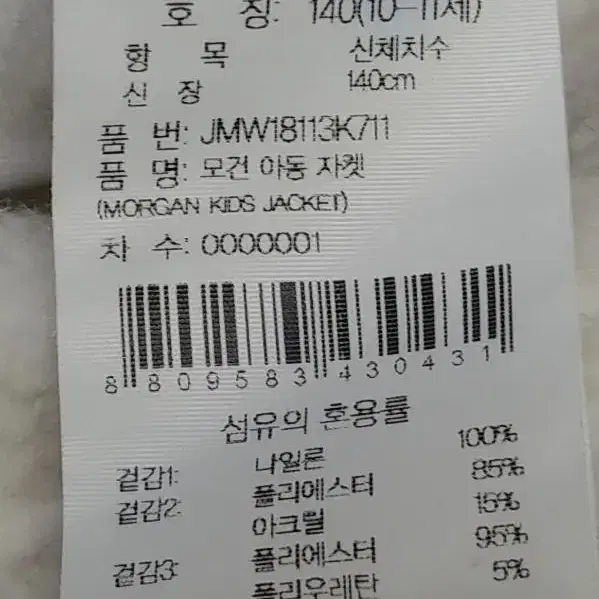 호 칭: 140(10-11세)
항 목 신체치수
신 장 140cm
품 번: JMW18113K711
품 명: 모건 아동 자켓
(MORGAN KIDS JACKET)
차 수: 0000001
8 809583 430431
섬유의 혼용률
겉감1: 나일론 100%
겉감2: 폴리에스터 85%
아크릴 15%
겉감3: 폴리에스터 95%
폴리우레탄 5%